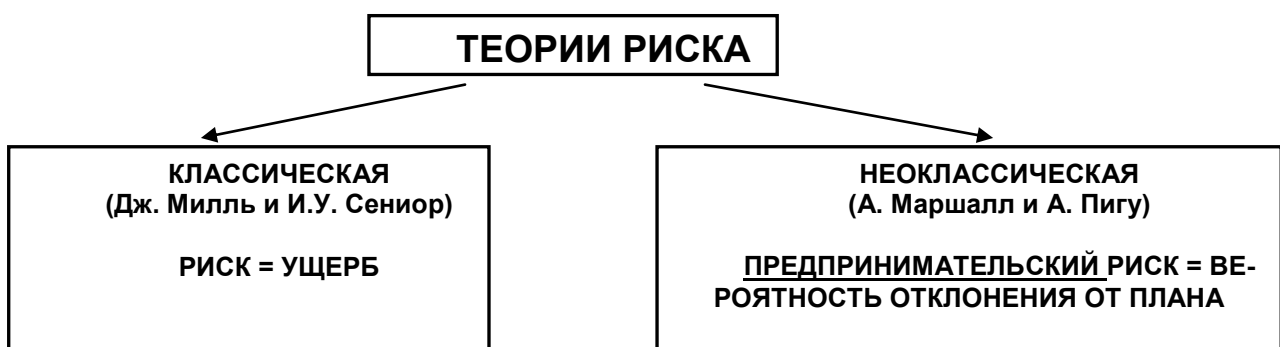 ТЕОРИИ РИСКА
КЛАССИЧЕСКАЯ
(Дж. Милль и И.У. Сениор)
РИСК = УЩЕРБ
НЕОКЛАССИЧЕСКАЯ
(А. Маршалл и А. Пигу)
ПРЕДПРИНИМАТЕЛЬСКИЙ РИСК = ВЕ-
РОЯТНОСТЬ ОТКЛОНЕНИЯ ОТ ПЛАНА